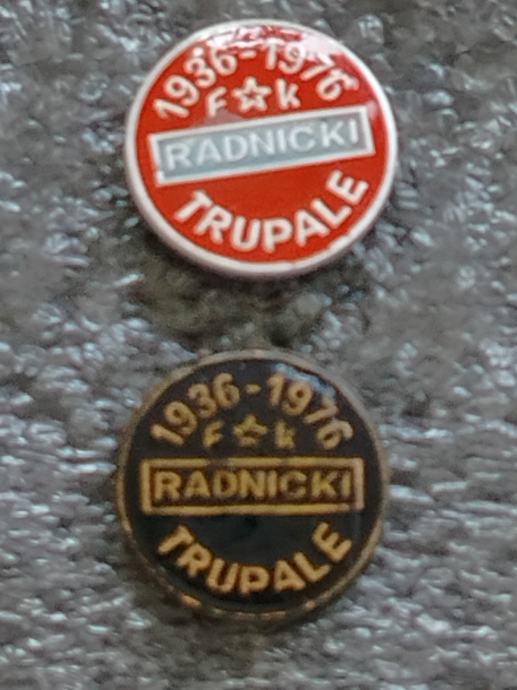 1936-1976
F☆k
RADNICKI
TRUPALE
1936-1976
F☆k
RADNICKI
TRUPALE